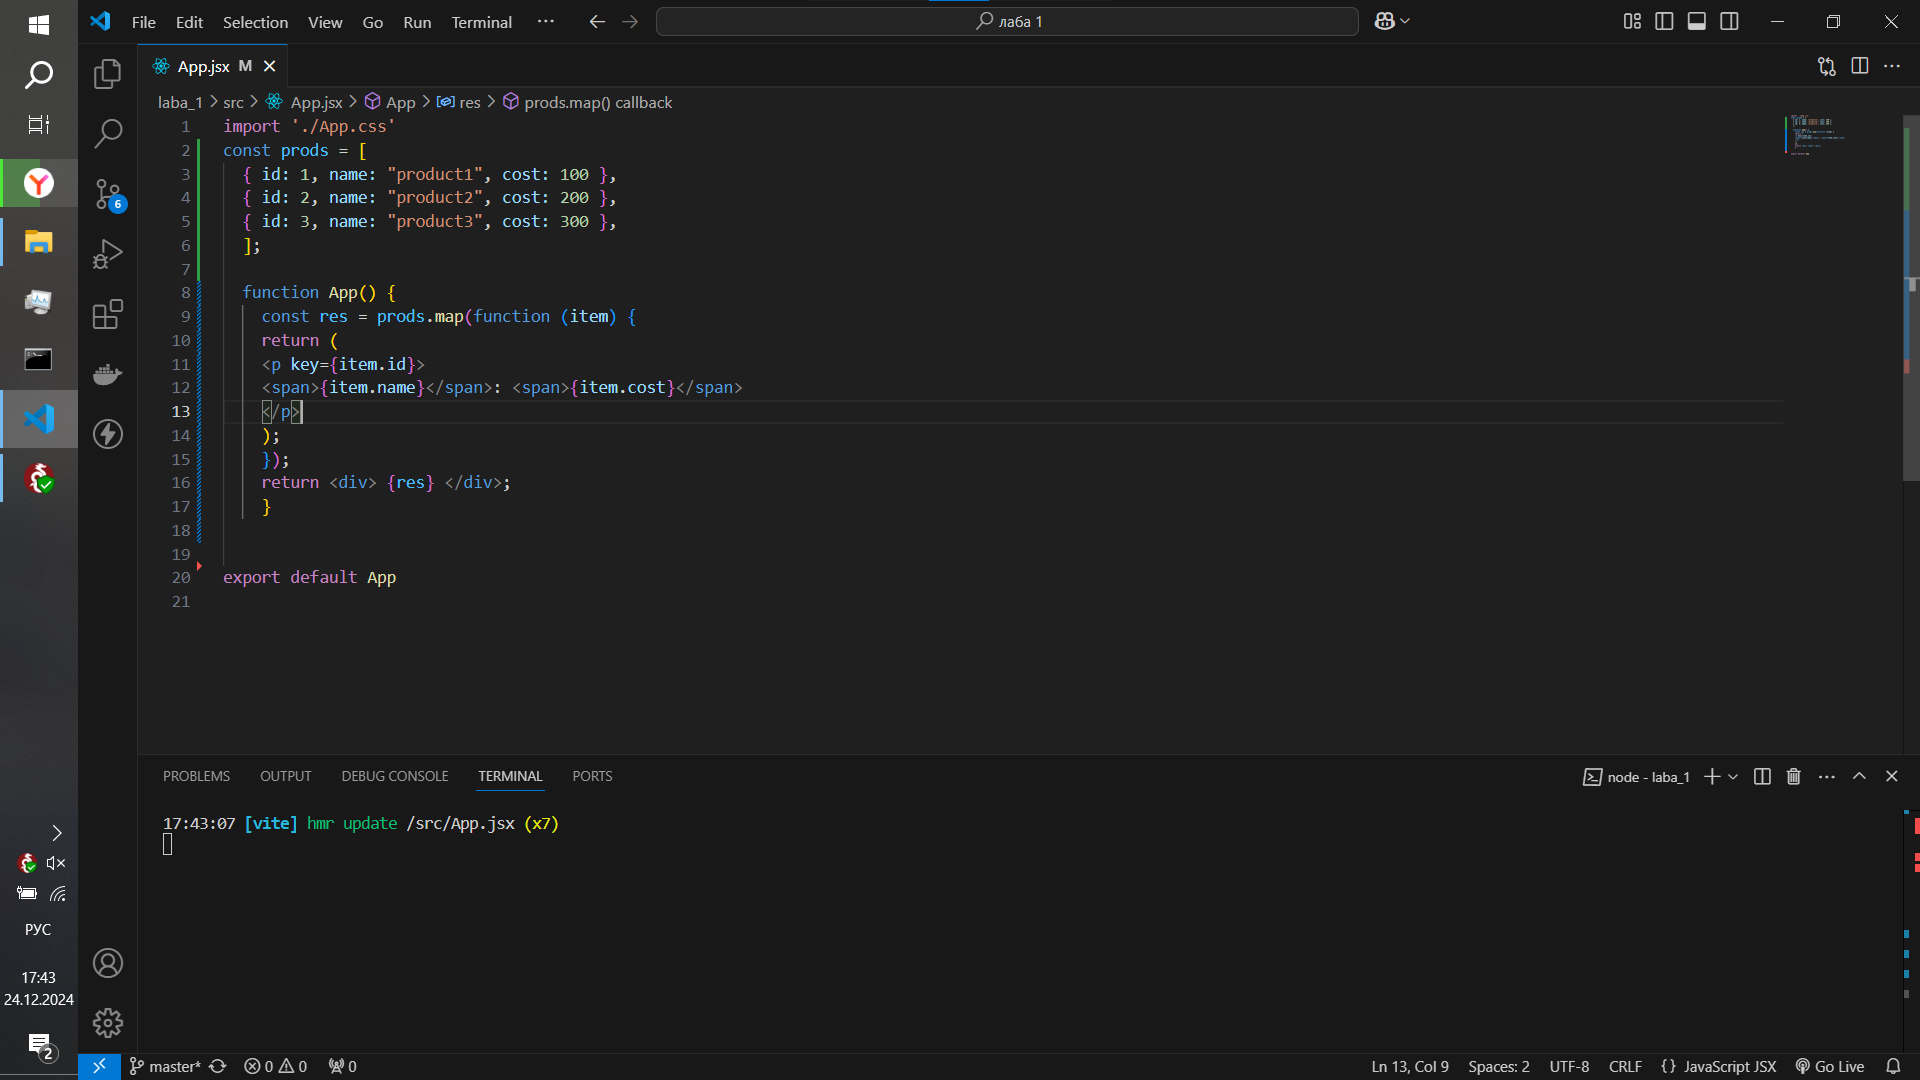 File Edit Selection View Go Run Terminal ··· лаба 1
App.jsx M
laba_1 > src > App.jsx > App > res > prods.map() callback
1 import './App.css'
2 const prods = [
3 { id: 1, name: "product1", cost: 100 },
4 { id: 2, name: "product2", cost: 200 },
5 { id: 3, name: "product3", cost: 300 },
6 ];
7
8 function App() {
9 const res = prods.map(function (item) {
10 return (
11 <p key={item.id}>
12 <span>{item.name}</span>: <span>{item.cost}</span>
13 </p>
14 );
15 });
16 return <div> {res} </div>;
17 }
18
19
20 export default App
21
6
PROBLEMS OUTPUT DEBUG CONSOLE TERMINAL PORTS node - laba_1
17:43:07 [vite] hmr update /src/App.jsx (x7)
РУС
17:43
24.12.2024
2
master* 0 0 0 Ln 13, Col 9 Spaces: 2 UTF-8 CRLF {} JavaScript JSX Go Live